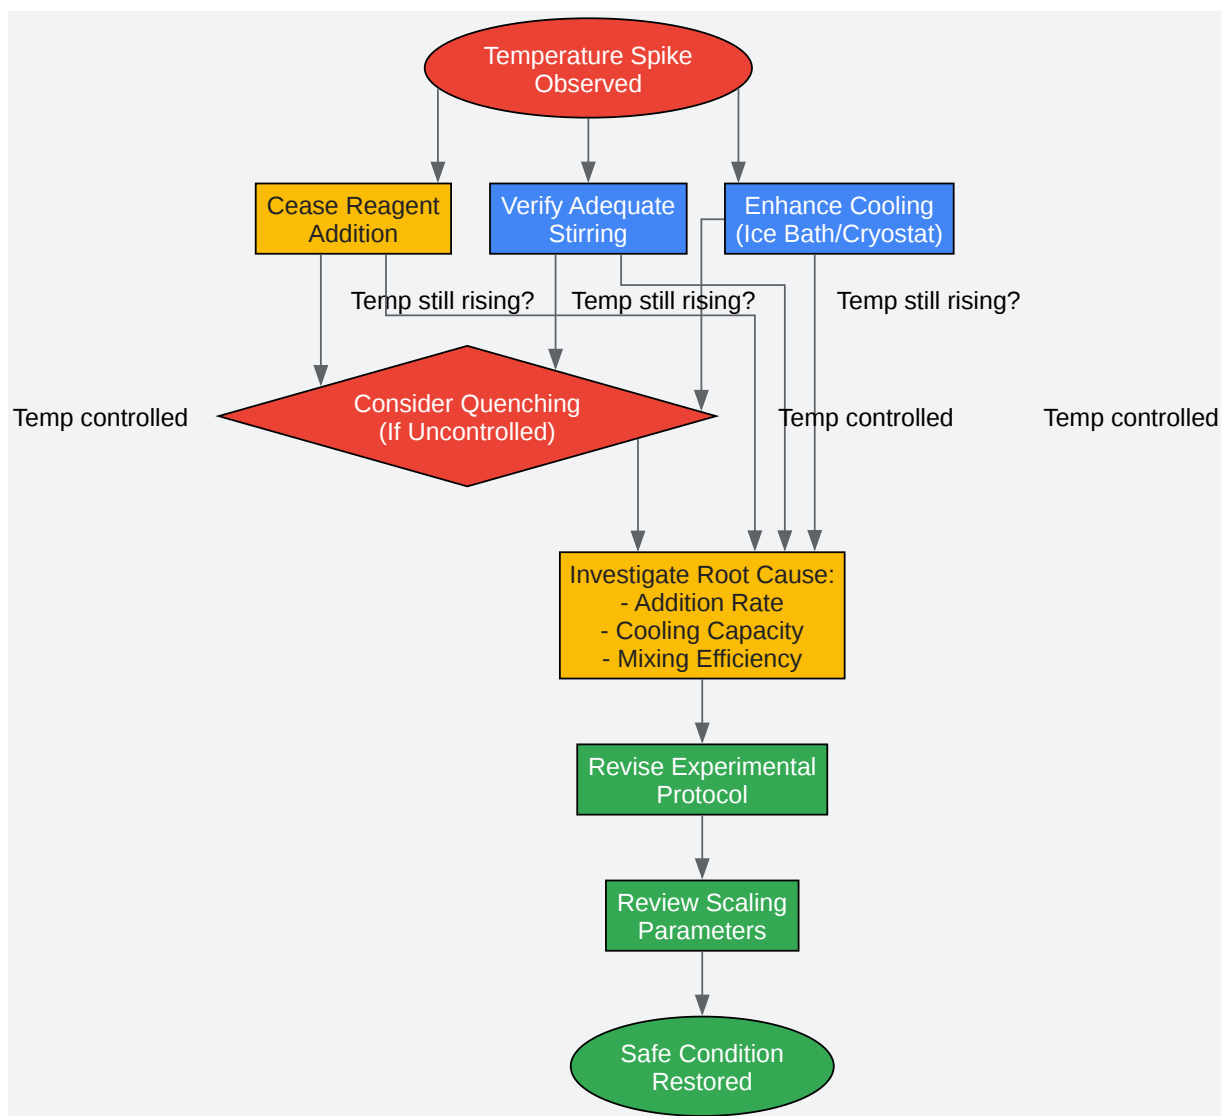 Temperature Spike
Observed
Cease Reagent
Addition
Verify Adequate
Stirring
Enhance Cooling
(Ice Bath/Cryostat)
Temp still rising?
Temp still rising?
Temp still rising?
Temp controlled
Consider Quenching
(If Uncontrolled)
Temp controlled
Temp controlled
Investigate Root Cause:
- Addition Rate
- Cooling Capacity
- Mixing Efficiency
Revise Experimental
Protocol
Review Scaling
Parameters
Safe Condition
Restored